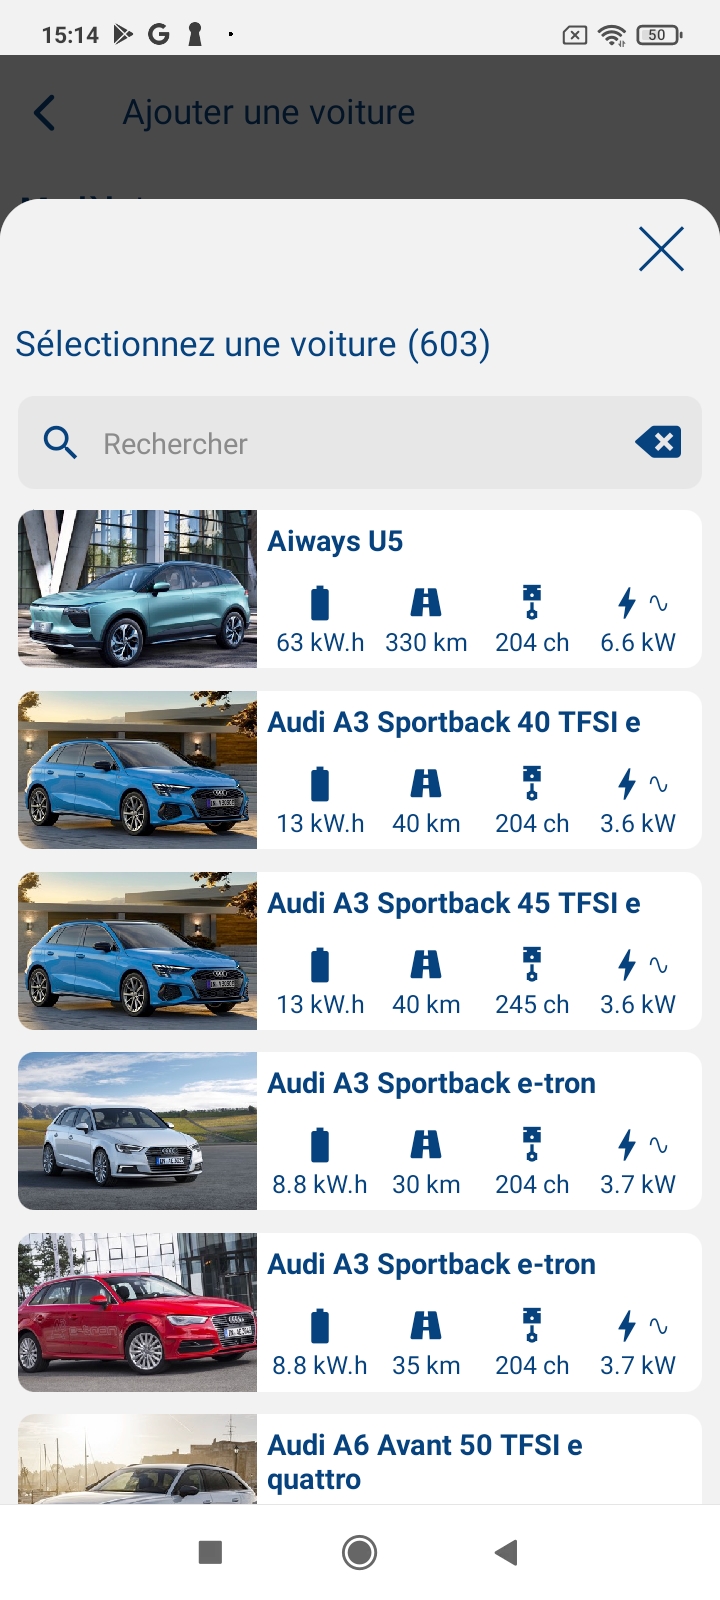 15:14
50
Ajouter une voiture
Sélectionnez une voiture (603)
Rechercher
Aiways U5
63 kW.h 330 km 204 ch 6.6 kW
Audi A3 Sportback 40 TFSI e
13 kW.h 40 km 204 ch 3.6 kW
Audi A3 Sportback 45 TFSI e
13 kW.h 40 km 245 ch 3.6 kW
Audi A3 Sportback e-tron
8.8 kW.h 30 km 204 ch 3.7 kW
Audi A3 Sportback e-tron
8.8 kW.h 35 km 204 ch 3.7 kW
Audi A6 Avant 50 TFSI e
quattro